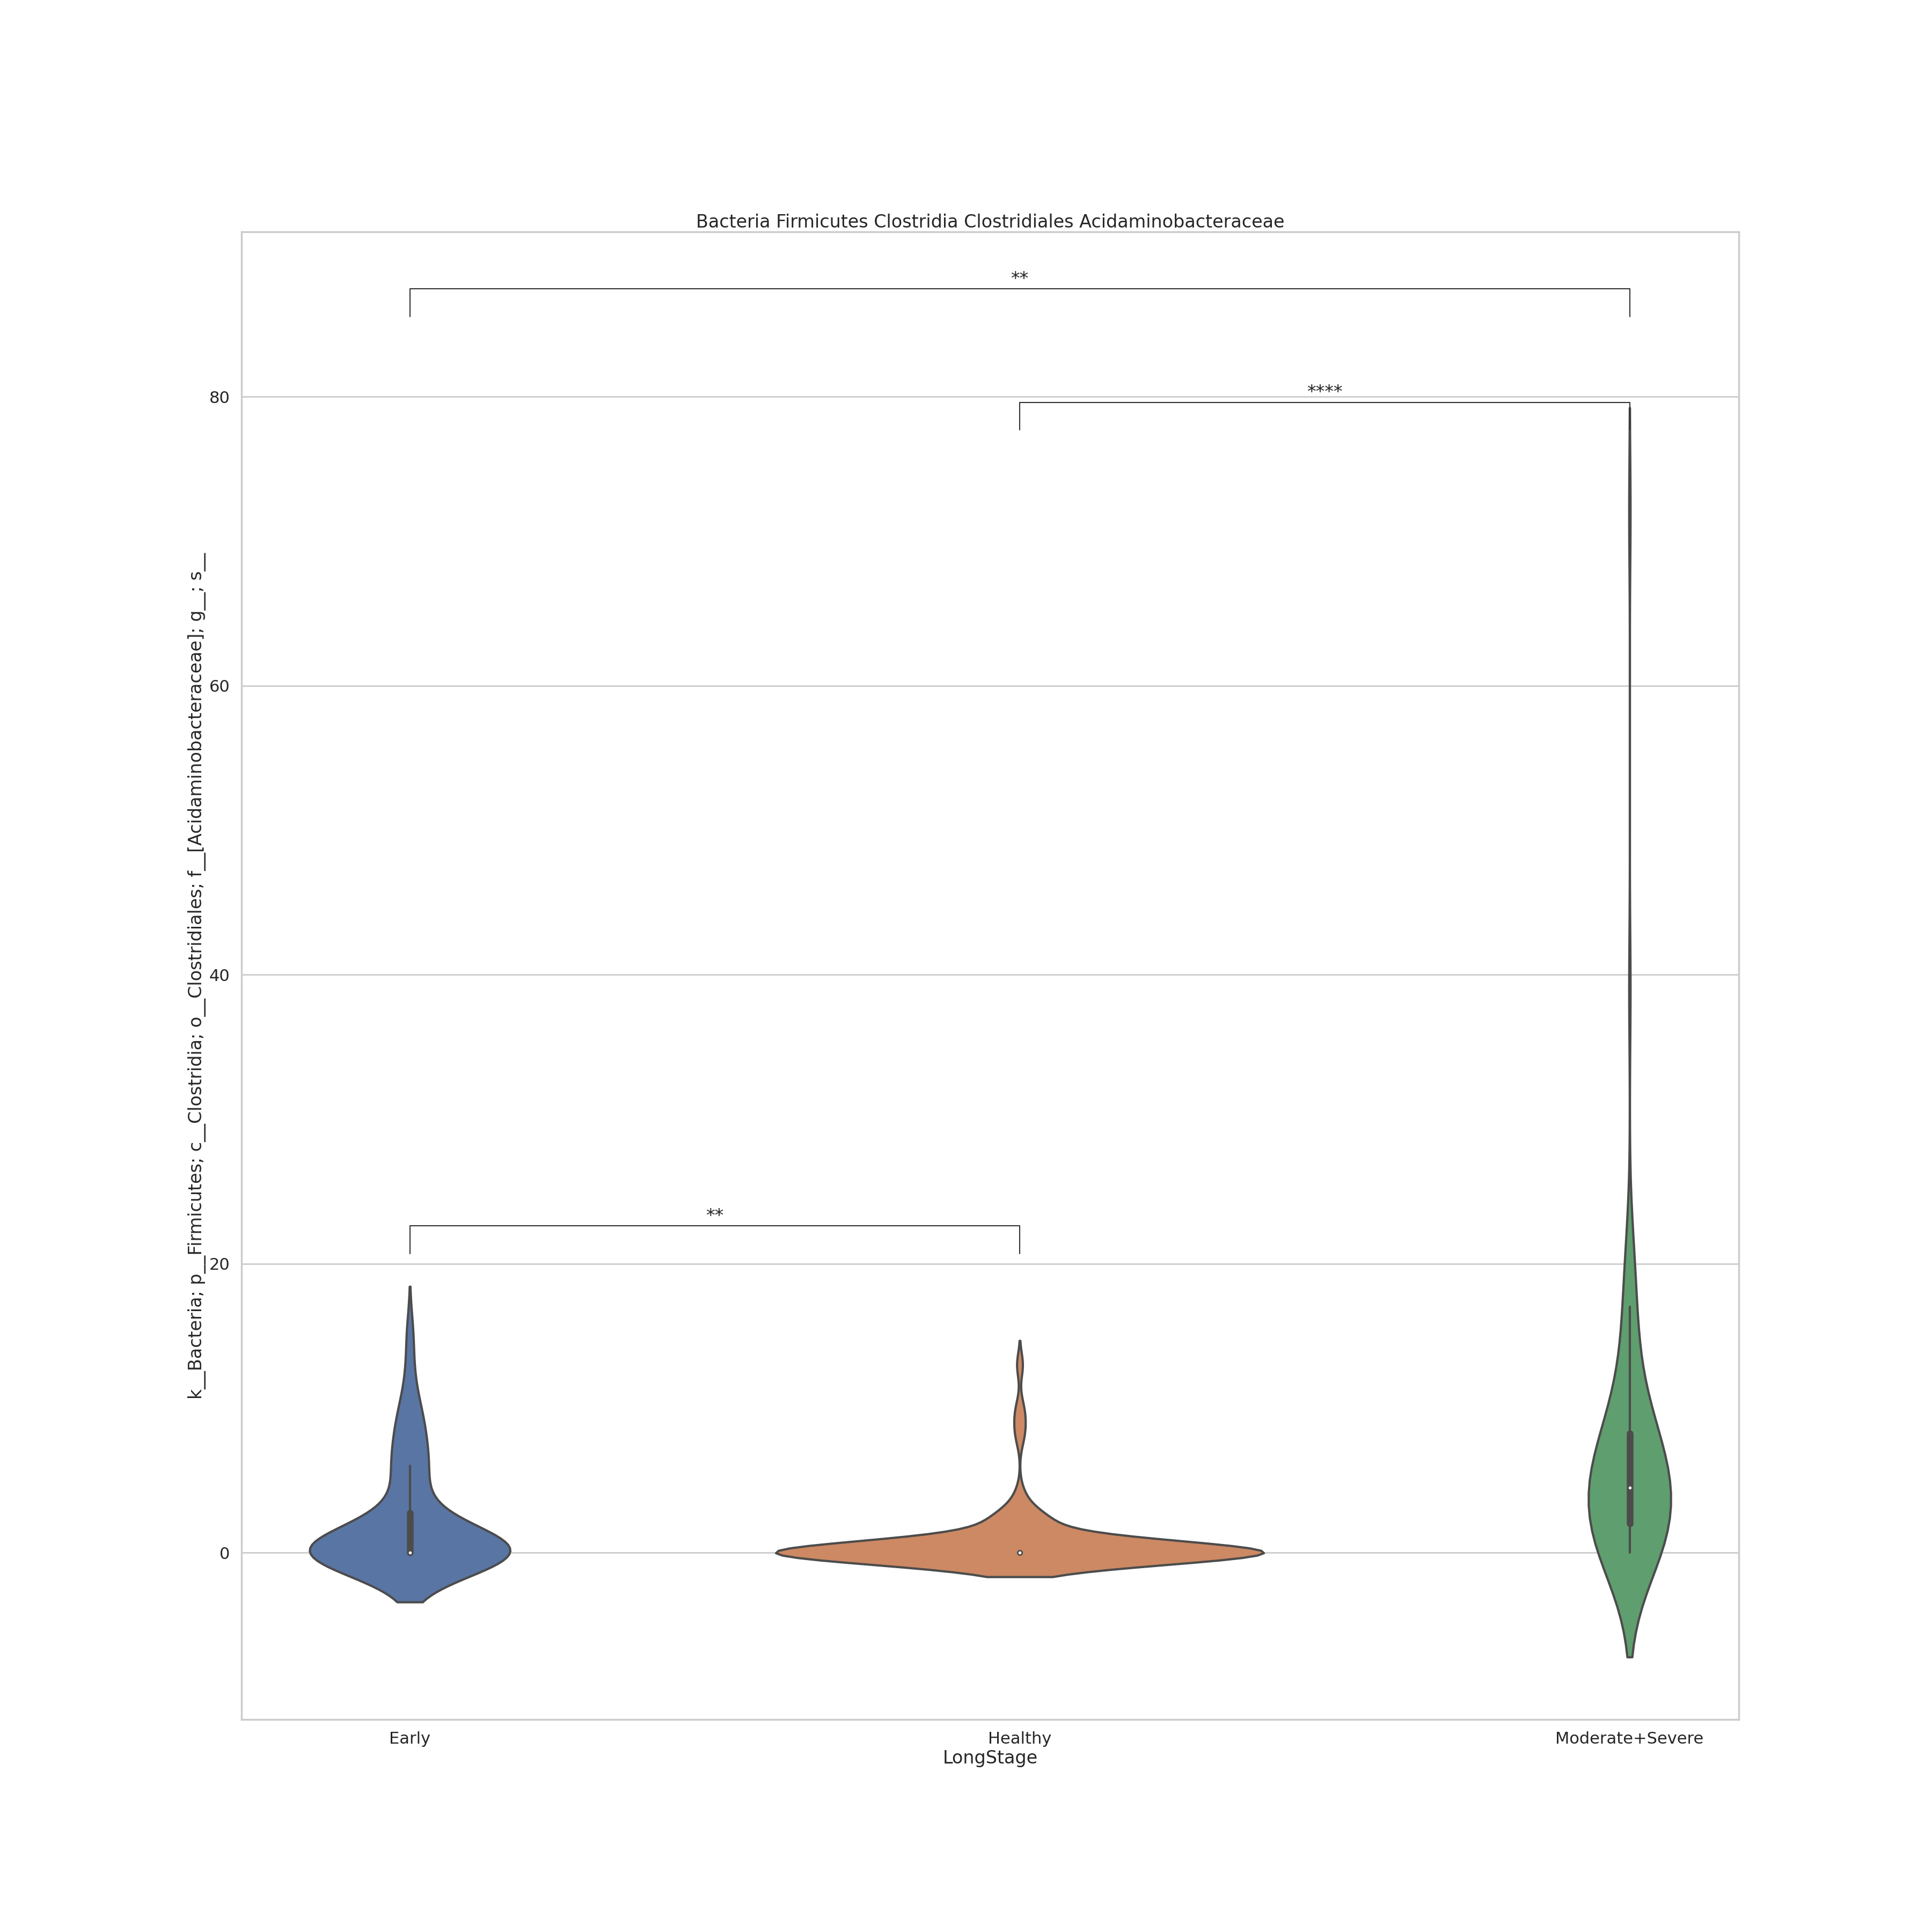 Bacteria Firmicutes Clostridia Clostridiales Acidaminobacteraceae
**
****
**
80
60
40
20
0
k__Bacteria; p__Firmicutes; c__Clostridia; o__Clostridiales; f__[Acidaminobacteraceae]; g__; s__
Early Healthy Moderate+Severe
LongStage